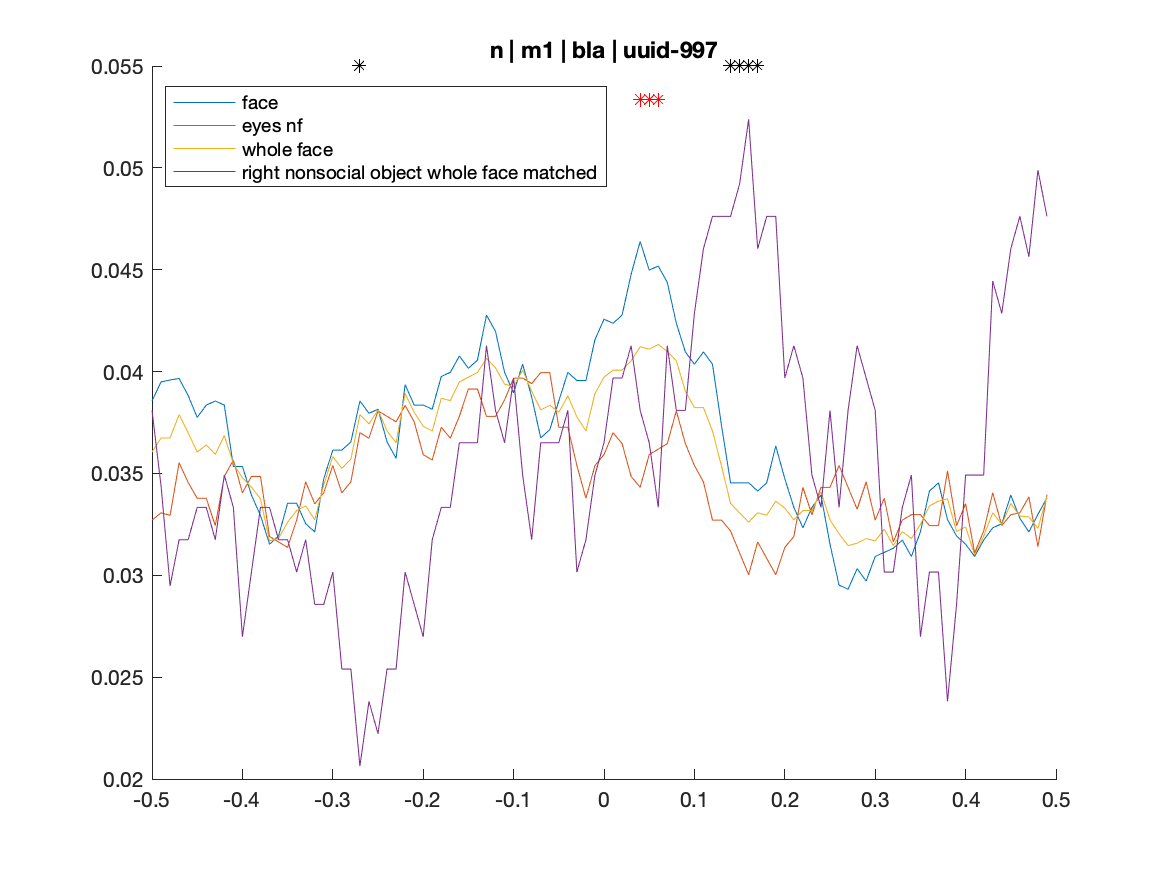 n | m1 | bla | uuid-997
0.055
0.05
0.045
0.04
0.035
0.03
0.025
0.02
face
eyes nf
whole face
right nonsocial object whole face matched
-0.5 -0.4 -0.3 -0.2 -0.1 0 0.1 0.2 0.3 0.4 0.5